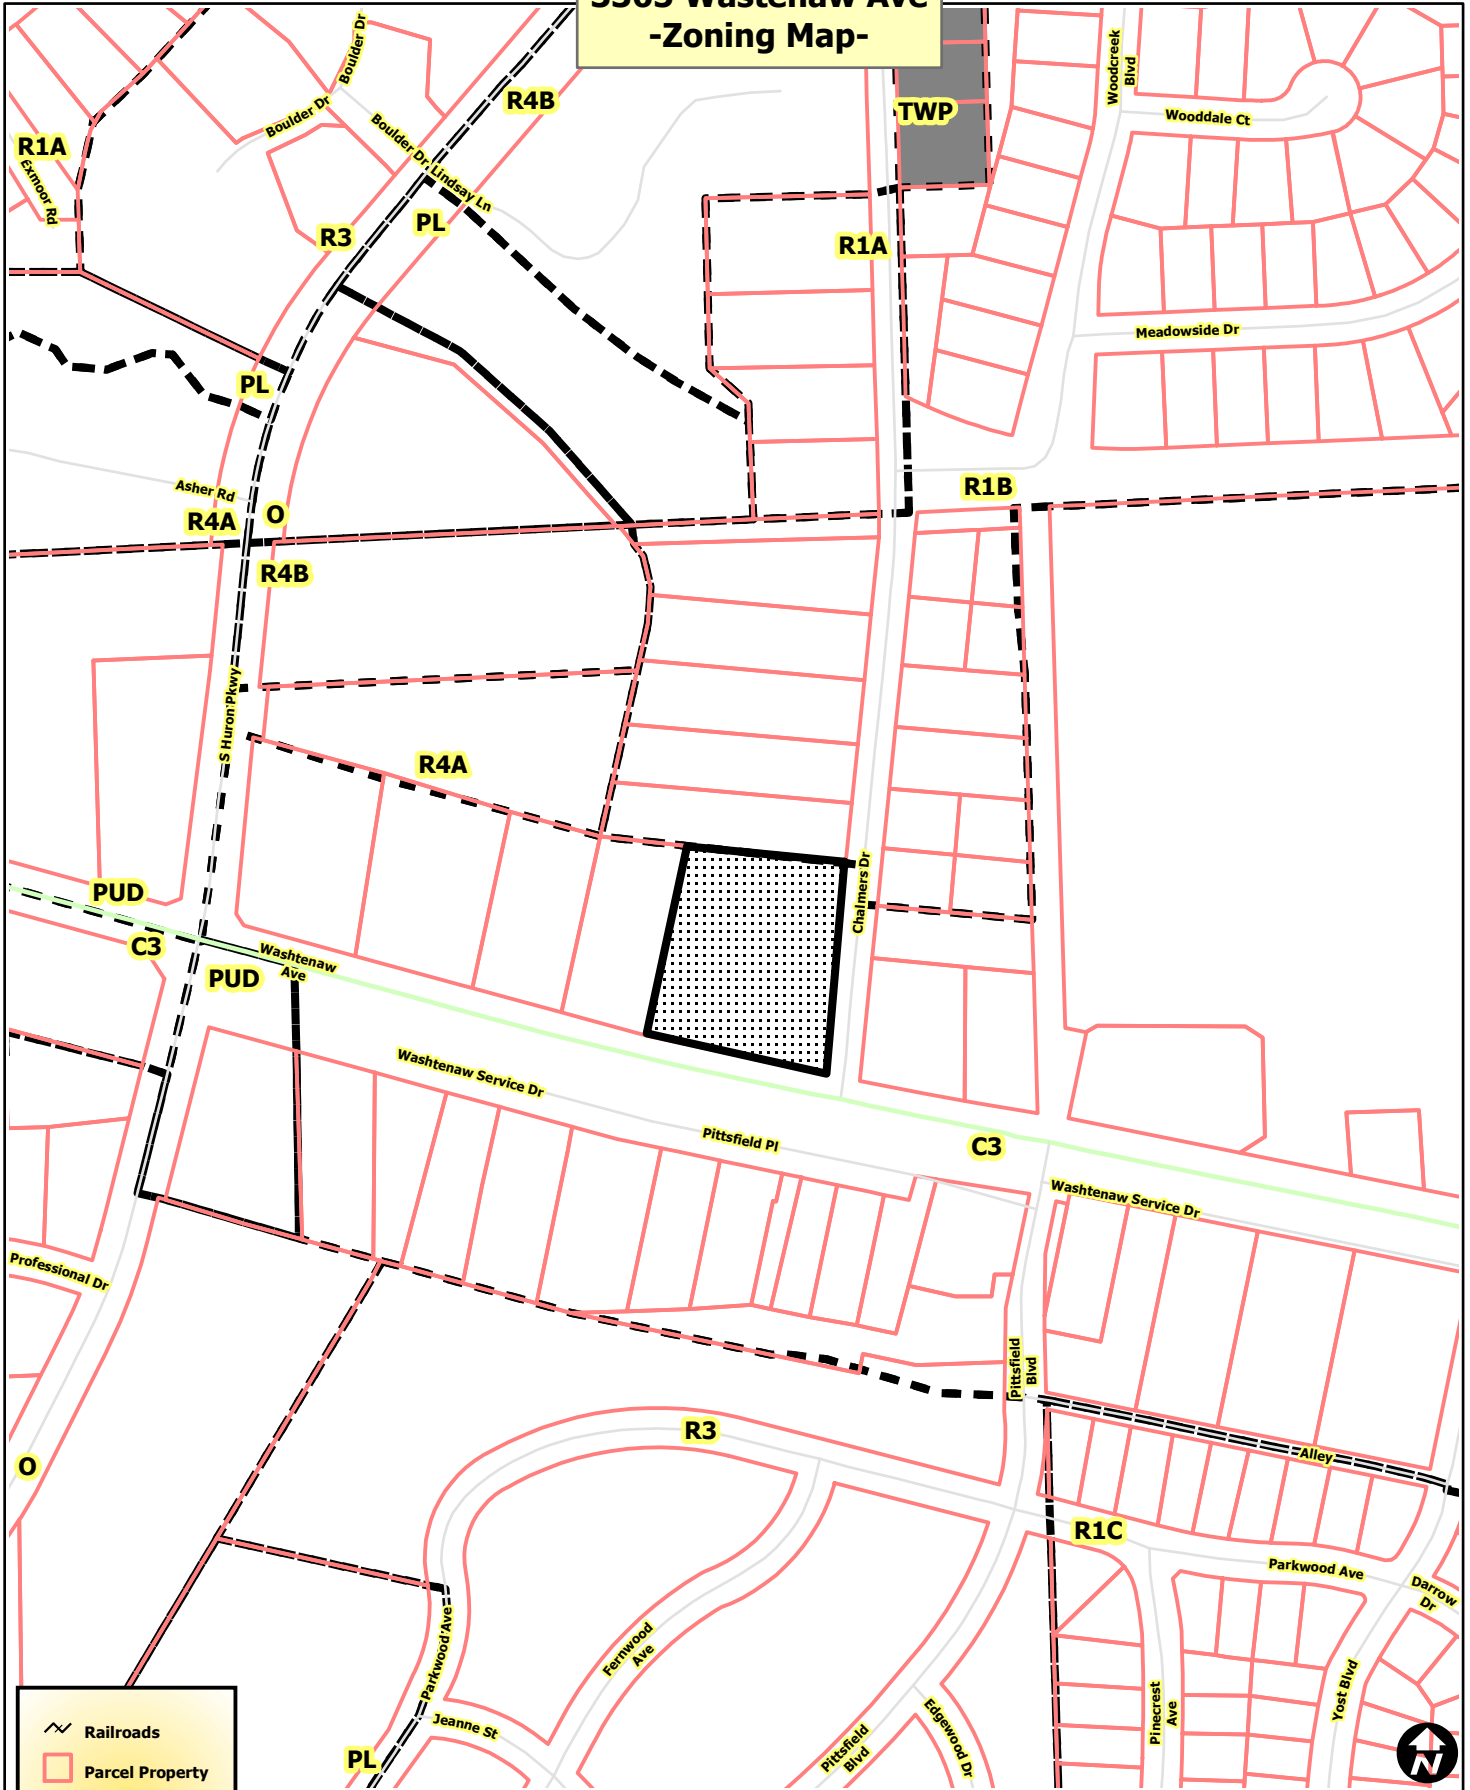 3365 Wastenaw Ave
-Zoning Map-
Boulder Dr
Woodcreek
Blvd
R4B
Boulder Dr
TWP
Wooddale Ct
Boulder Dr
R1A
Exmoor Rd
Lindsay Ln
PL
R3
R1A
Meadowside Dr
PL
Asher Rd
R4A
O
R1B
R4B
S Huron Pkwy
R4A
Chalmers Dr
PUD
C3
Washtenaw
Ave
PUD
Washtenaw Service Dr
Pittsfield Pl
C3
Washtenaw Service Dr
Professional Dr
Pittsfield
Blvd
R3
Alley
O
R1C
Parkwood Ave
Darrow
Dr
Parkwood Ave
Fernwood
Ave
Pinecrest
Ave
Yost Blvd
Jeanne St
Edgewood Dr
Pittsfield
Blvd
PL
Railroads
Parcel Property
N